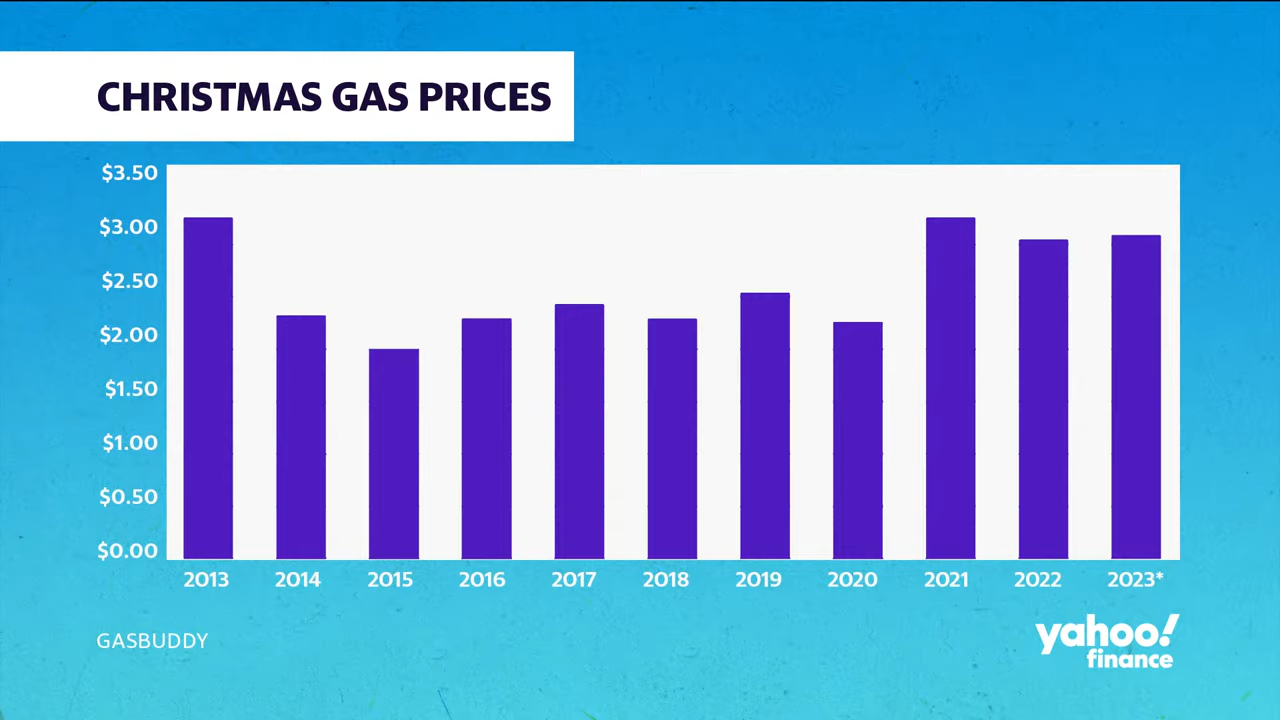 CHRISTMAS GAS PRICES
$3.50
$3.00
$2.50
$2.00
$1.50
$1.00
$0.50
$0.00
2013 2014 2015 2016 2017 2018 2019 2020 2021 2022 2023*
GASBUDDY
yahoo!
finance